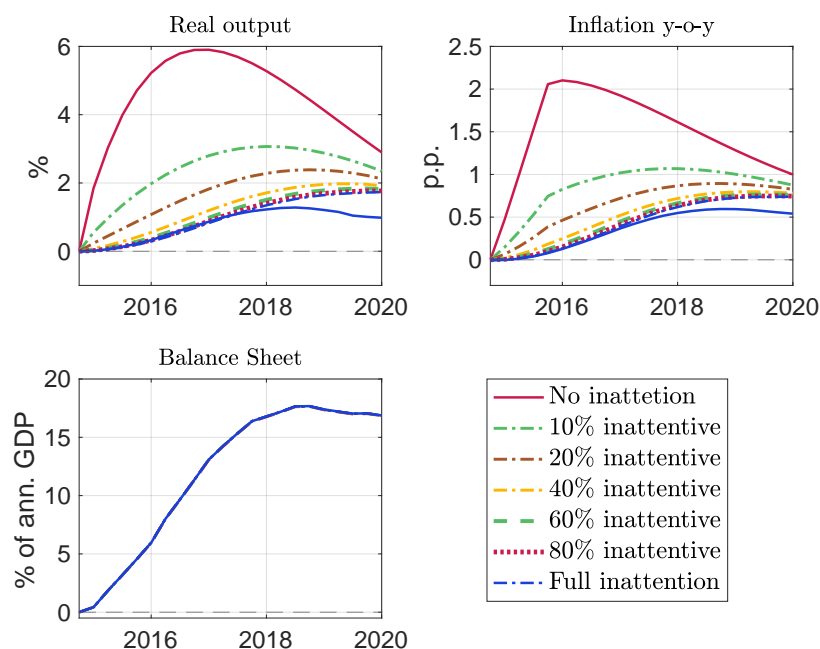 Real output
6
4
2
0
%
2016
2018
2020
Inflation y-o-y
2.5
2
1.5
1
0.5
0
p.p.
2016
2018
2020
Balance Sheet
20
15
10
5
0
% of ann. GDP
2016
2018
2020
No inattetion
10% inattentive
20% inattentive
40% inattentive
60% inattentive
80% inattentive
Full inattention